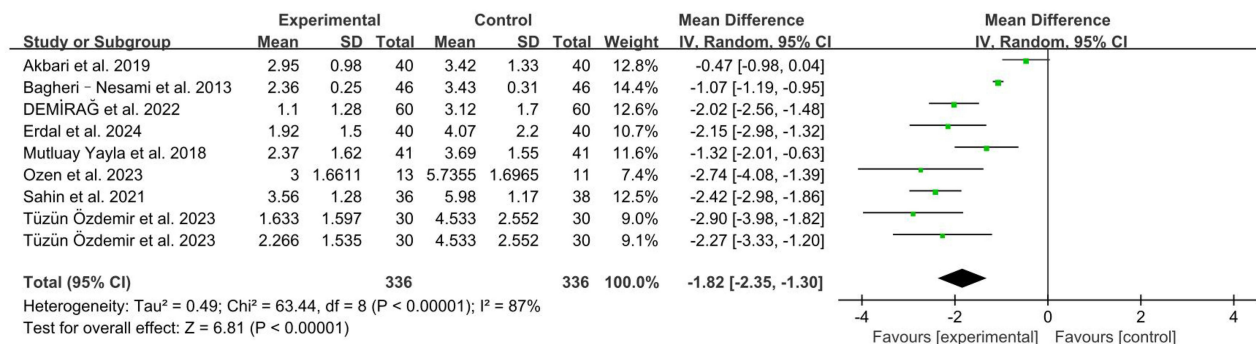 Experimental Control Mean Difference Mean Difference
Study or Subgroup Mean SD Total Mean SD Total Weight IV, Random, 95% CI IV, Random, 95% CI
Akbari et al. 2019 2.95 0.98 40 3.42 1.33 40 12.8% -0.47 [-0.98, 0.04]
Bagheri - Nesami et al. 2013 2.36 0.25 46 3.43 0.31 46 14.4% -1.07 [-1.19, -0.95]
DEMİRAĞ et al. 2022 1.1 1.28 60 3.12 1.7 60 12.6% -2.02 [-2.56, -1.48]
Erdal et al. 2024 1.92 1.5 40 4.07 2.2 40 10.7% -2.15 [-2.98, -1.32]
Mutluay Yayla et al. 2018 2.37 1.62 41 3.69 1.55 41 11.6% -1.32 [-2.01, -0.63]
Ozen et al. 2023 3 1.6611 13 5.7355 1.6965 11 7.4% -2.74 [-4.08, -1.39]
Sahin et al. 2021 3.56 1.28 36 5.98 1.17 38 12.5% -2.42 [-2.98, -1.86]
Tüzün Özdemir et al. 2023 1.633 1.597 30 4.533 2.552 30 9.0% -2.90 [-3.98, -1.82]
Tüzün Özdemir et al. 2023 2.266 1.535 30 4.533 2.552 30 9.1% -2.27 [-3.33, -1.20]
Total (95% CI) 336 336 100.0% -1.82 [-2.35, -1.30]
Heterogeneity: Tau² = 0.49; Chi² = 63.44, df = 8 (P < 0.00001); I² = 87%
Test for overall effect: Z = 6.81 (P < 0.00001)
-4 -2 0 2 4
Favours [experimental] Favours [control]